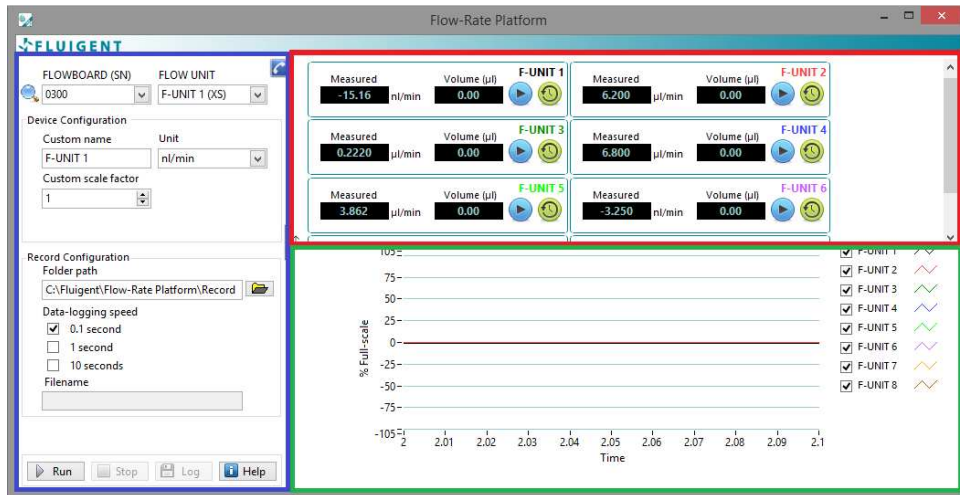 Flow-Rate Platform
FLUIGENT
FLOWBOARD (SN) FLOW UNIT
0300 F-UNIT 1 (XS)
Device Configuration
Custom name Unit
F-UNIT 1 nl/min
Custom scale factor
1
Record Configuration
Folder path
C:\Fluigent\Flow-Rate Platform\Record
Data-logging speed
0.1 second
1 second
10 seconds
Filename
Run Stop Log Help
F-UNIT 1
Measured Volume (µl)
-15.16 nl/min 0.00
F-UNIT 2
Measured Volume (µl)
6.200 µl/min 0.00
F-UNIT 3
Measured Volume (µl)
0.2220 µl/min 0.00
F-UNIT 4
Measured Volume (µl)
6.800 µl/min 0.00
F-UNIT 5
Measured Volume (µl)
3.862 µl/min 0.00
F-UNIT 6
Measured Volume (µl)
-3.250 nl/min 0.00
% Full-scale
105
75
50
25
0
-25
-50
-75
-105
2 2.01 2.02 2.03 2.04 2.05 2.06 2.07 2.08 2.09 2.1
Time
F-UNIT 1
F-UNIT 2
F-UNIT 3
F-UNIT 4
F-UNIT 5
F-UNIT 6
F-UNIT 7
F-UNIT 8